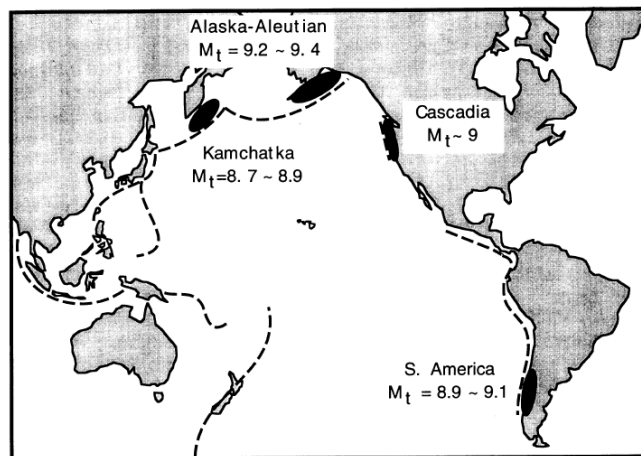 Alaska-Aleutian
Mt = 9.2 ~ 9. 4
Cascadia
Mt~ 9
Kamchatka
Mt=8. 7 ~ 8.9
S. America
Mt = 8.9 ~ 9.1